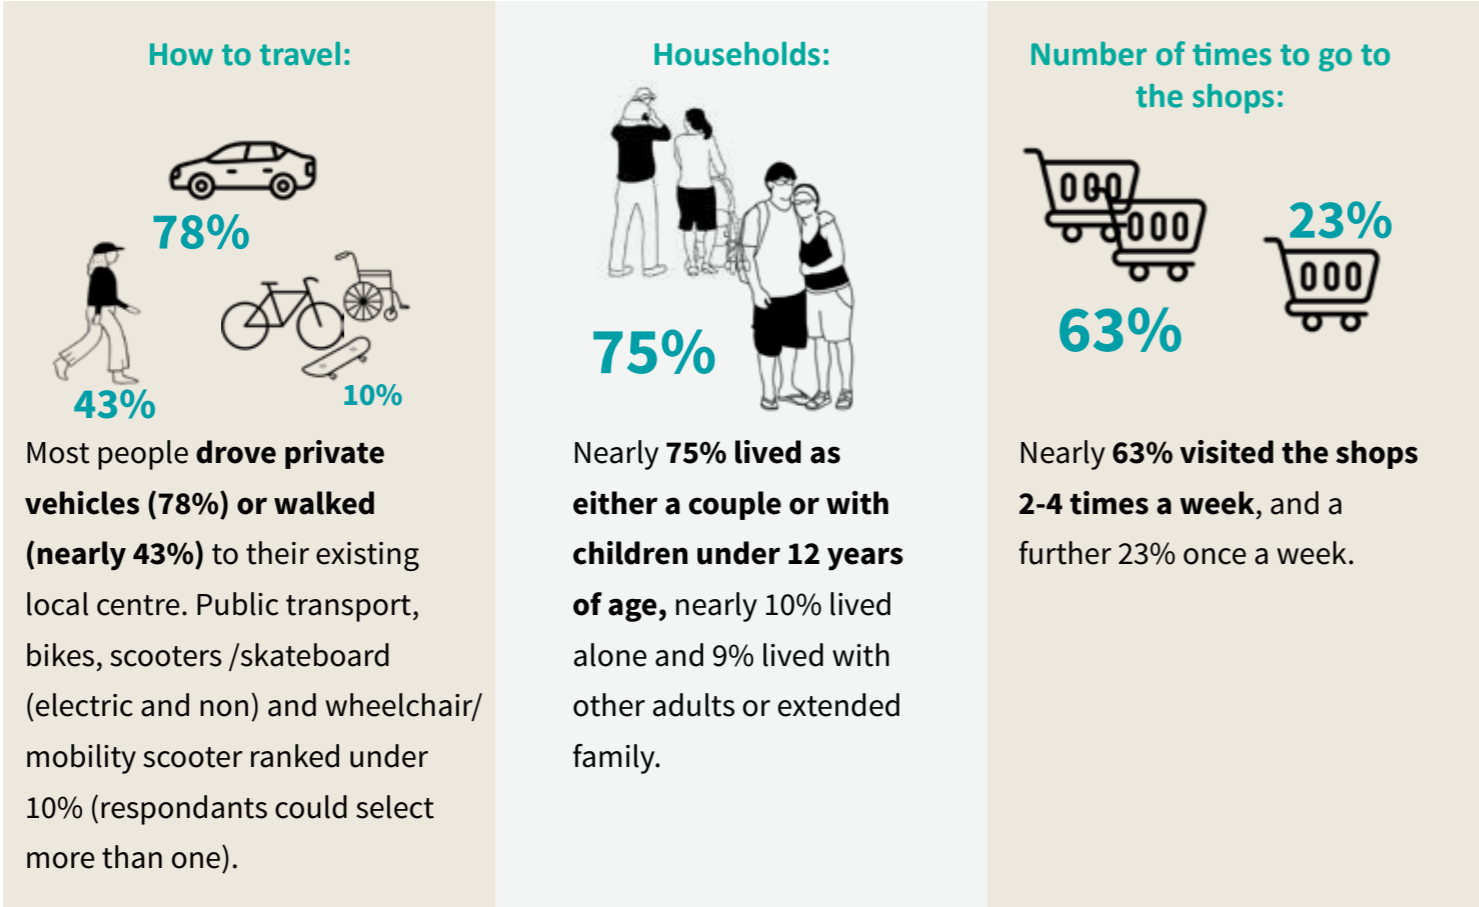 How to travel:
78%
43%
10%
Most people drove private
vehicles (78%) or walked
(nearly 43%) to their existing
local centre. Public transport,
bikes, scooters /skateboard
(electric and non) and wheelchair/
mobility scooter ranked under
10% (respondants could select
more than one).
Households:
75%
Nearly 75% lived as
either a couple or with
children under 12 years
of age, nearly 10% lived
alone and 9% lived with
other adults or extended
family.
Number of times to go to
the shops:
23%
63%
Nearly 63% visited the shops
2-4 times a week, and a
further 23% once a week.